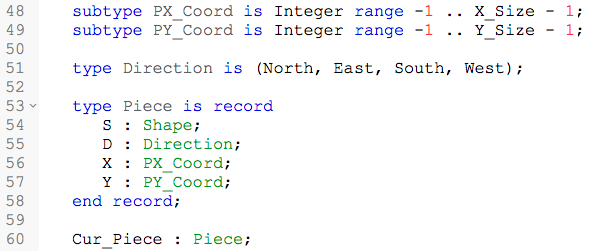 48 subtype PX_Coord is Integer range -1 .. X_Size - 1;
49 subtype PY_Coord is Integer range -1 .. Y_Size - 1;
50
51 type Direction is (North, East, South, West);
52
53 type Piece is record
54 S : Shape;
55 D : Direction;
56 X : PX_Coord;
57 Y : PY_Coord;
58 end record;
59
60 Cur_Piece : Piece;